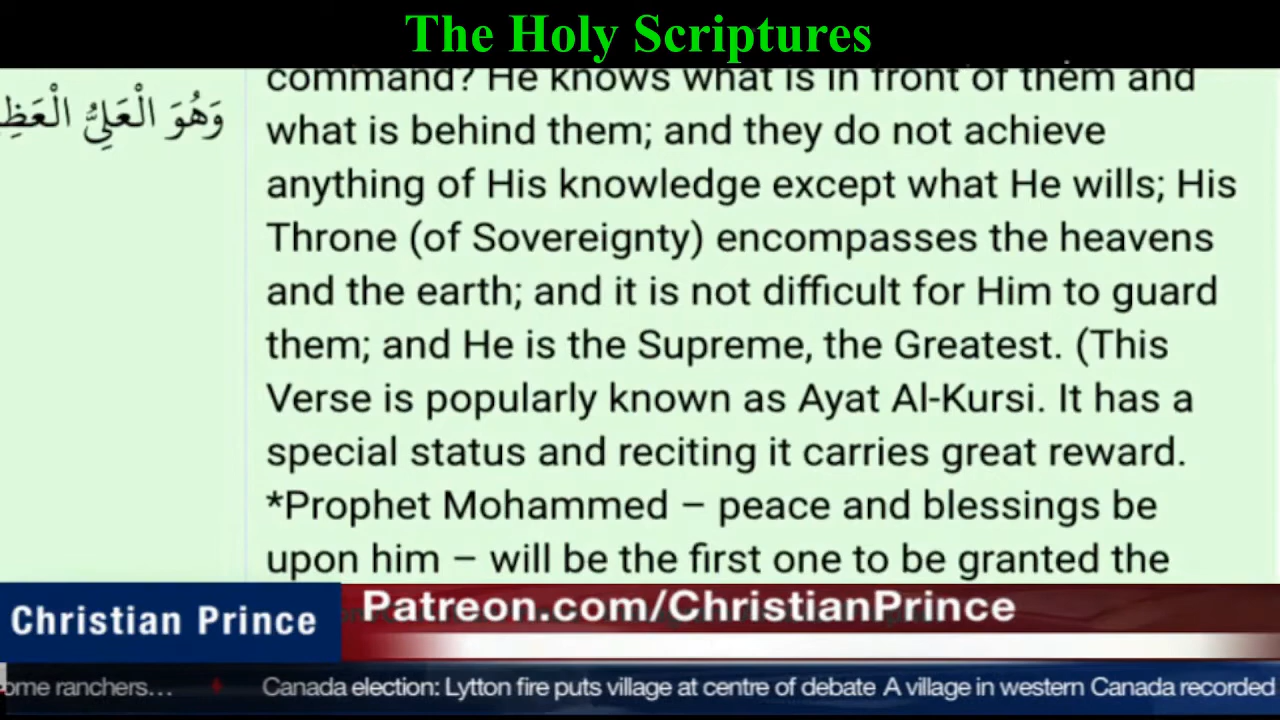 The Holy Scriptures
وَهُوَ الْعَلِيُّ
command? He knows what is in front of them and
what is behind them; and they do not achieve
anything of His knowledge except what He wills; His
Throne (of Sovereignty) encompasses the heavens
and the earth; and it is not difficult for Him to guard
them; and He is the Supreme, the Greatest. (This
Verse is popularly known as Ayat Al-Kursi. It has a
special status and reciting it carries great reward.
*Prophet Mohammed – peace and blessings be
upon him – will be the first one to be granted the
Christian Prince
Patreon.com/ChristianPrince
ranchers... Canada election: Lytton fire puts village at centre of debate A village in western Canada recorded